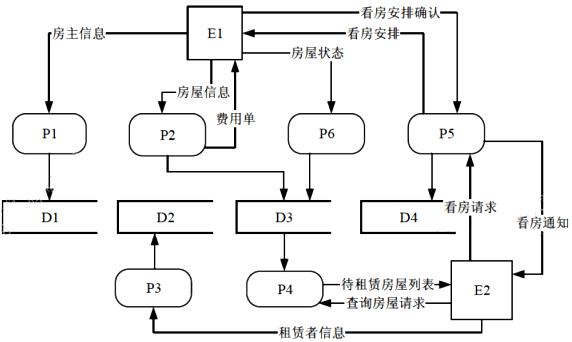 看房安排确认
E1
房主信息
看房安排
房屋状态
房屋信息
费用单
P1
P2
P6
P5
D1
D2
D3
D4
看房请求
看房通知
P3
P4
待租赁房屋列表
E2
查询房屋请求
租赁者信息